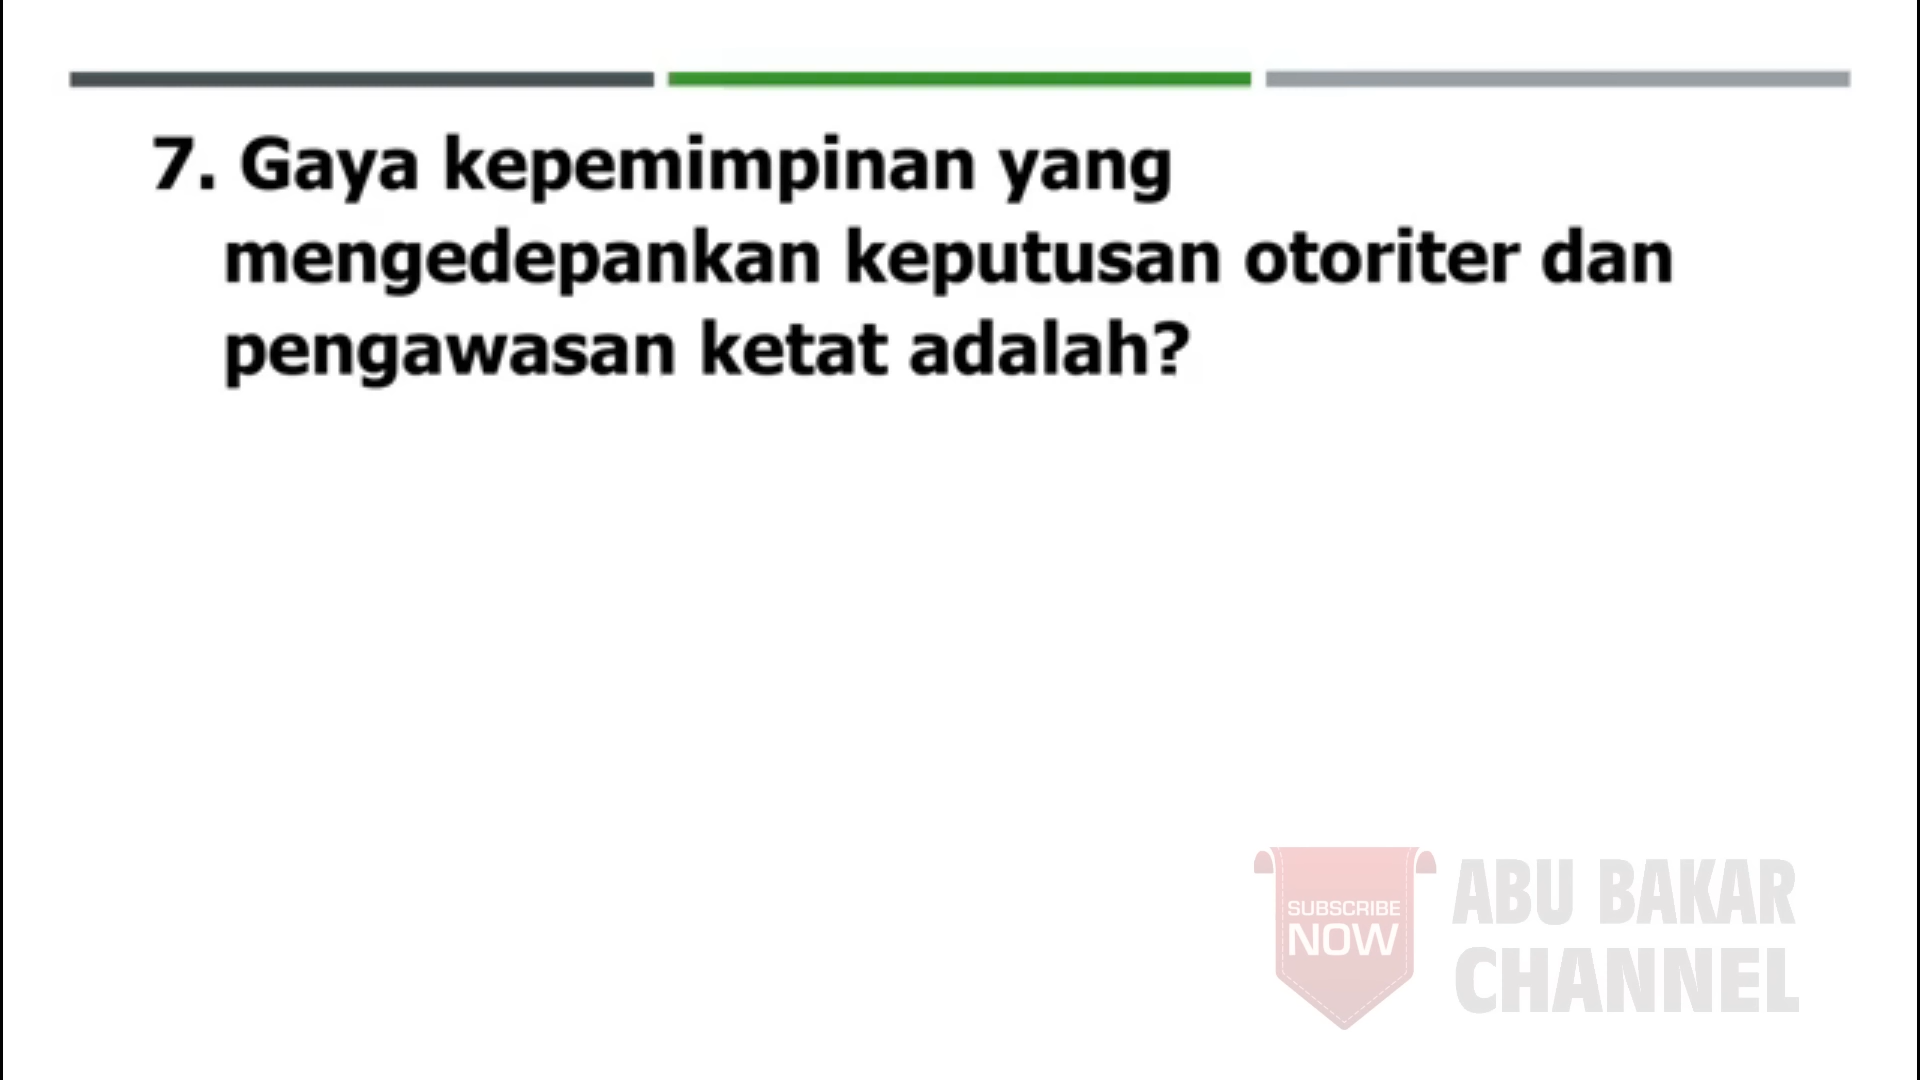 7. Gaya kepemimpinan yang
mengedepankan keputusan otoriter dan
pengawasan ketat adalah?
SUBSCRIBE
NOW
ABU BAKAR
CHANNEL